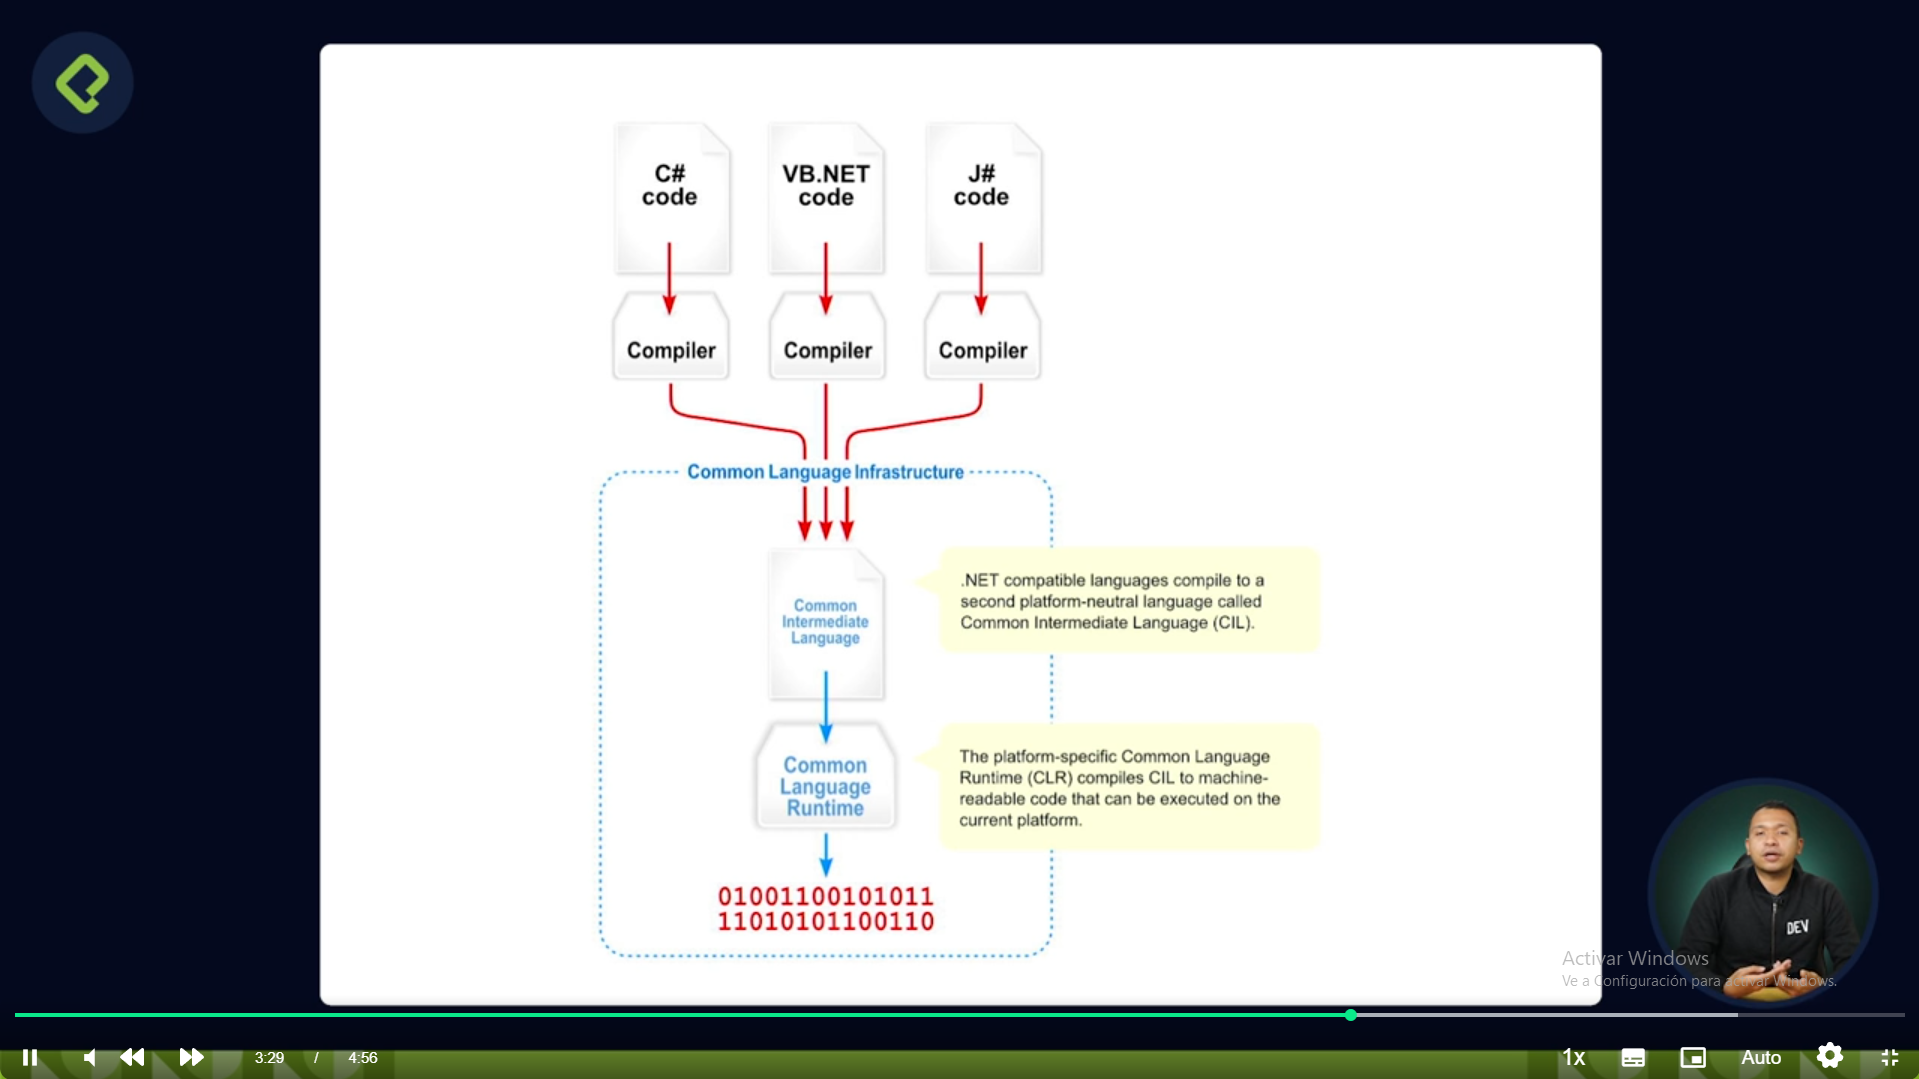 C#
code
VB.NET
code
J#
code
Compiler
Compiler
Compiler
Common Language Infrastructure
Common
Intermediate
Language
.NET compatible languages compile to a
second platform-neutral language called
Common Intermediate Language (CIL).
Common
Language
Runtime
The platform-specific Common Language
Runtime (CLR) compiles CIL to machine-
readable code that can be executed on the
current platform.
01001100101011
11010101100110
DEV
Activar Windows
Ve a Configuración para activar Windows.
3:29 / 4:56
1x
Auto